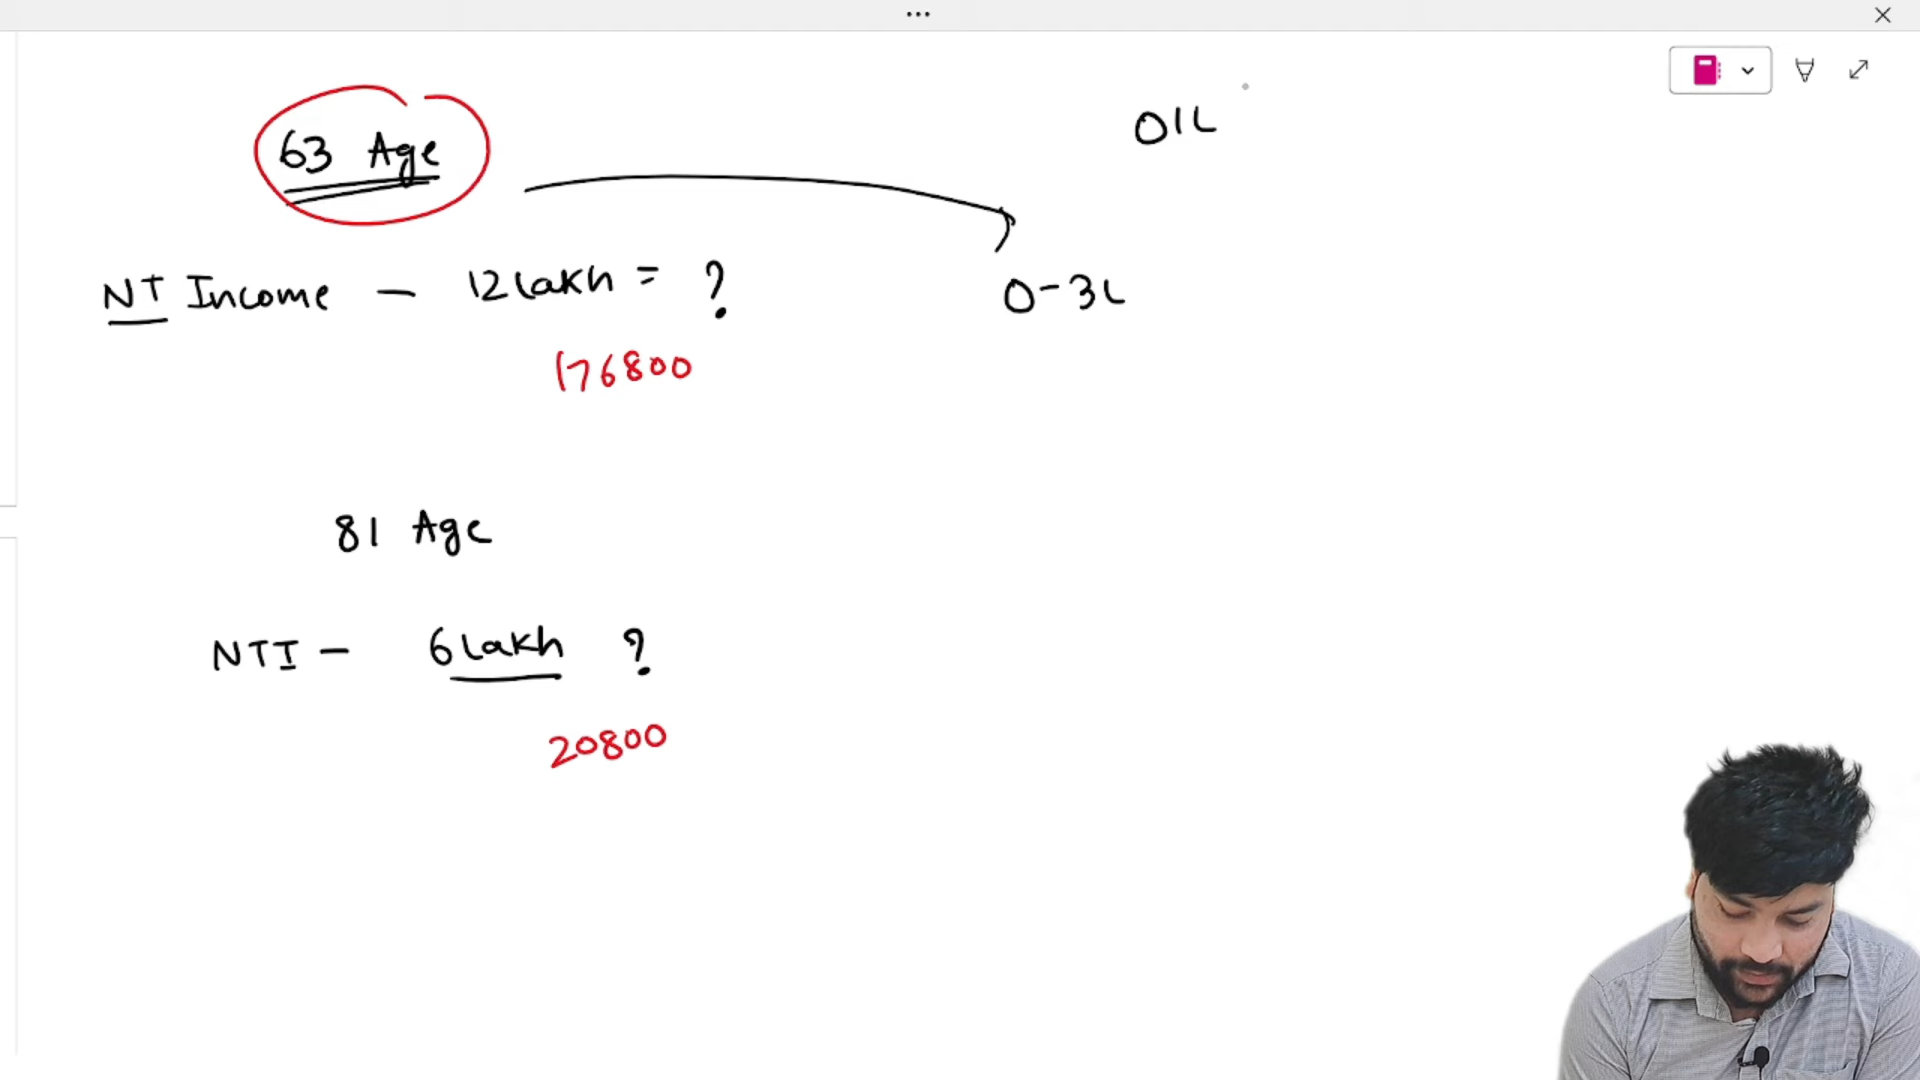 63 Age
OIL
NT Income - 12 Lakh = ?
0-3L
176800
81 Age
NTI - 6 Lakh ?
20800